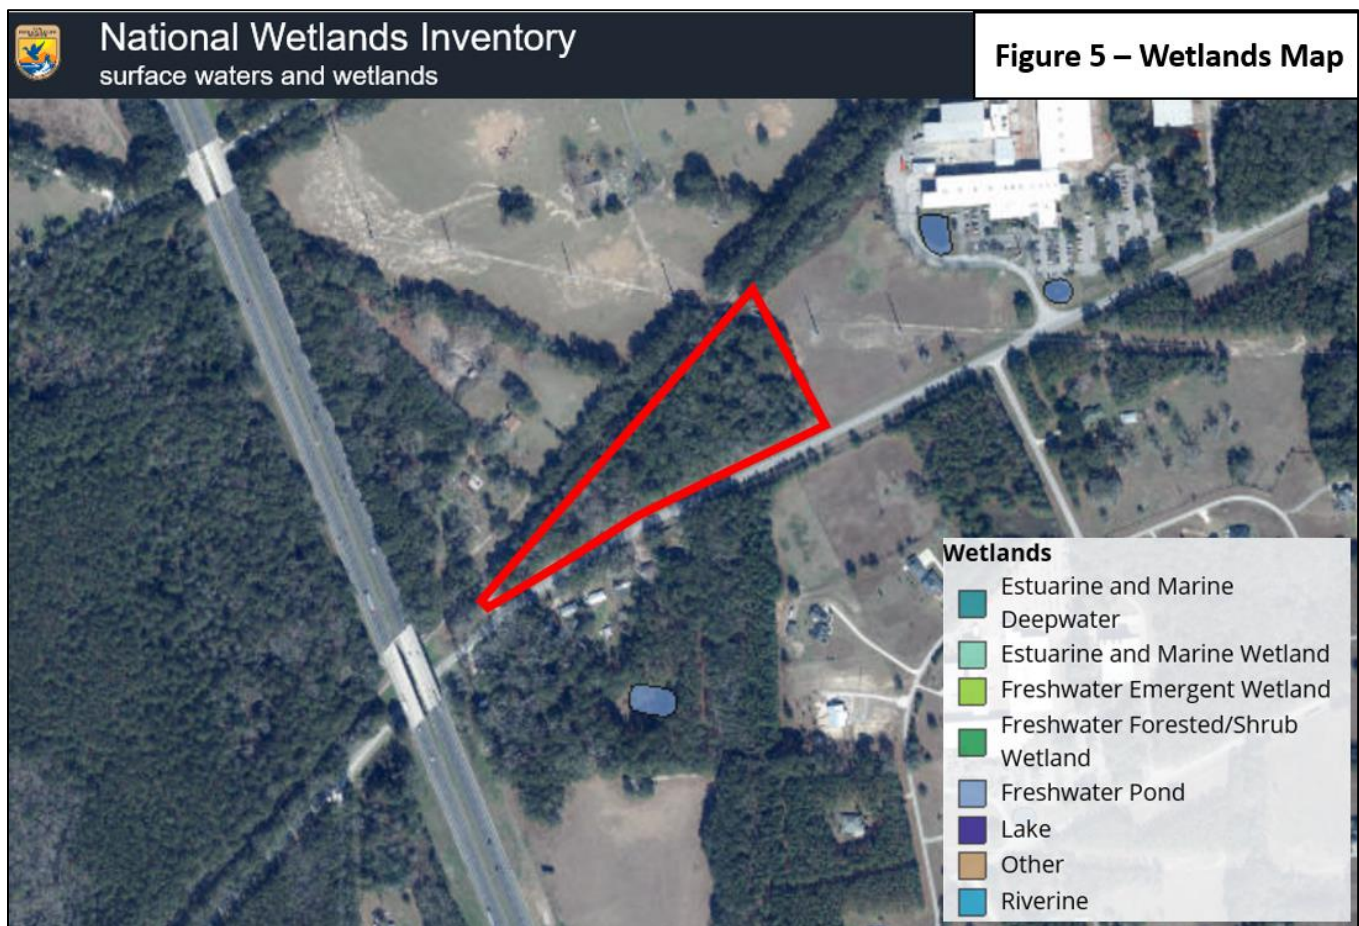 National Wetlands Inventory
surface waters and wetlands
Figure 5 – Wetlands Map
Wetlands
Estuarine and Marine
Deepwater
Estuarine and Marine Wetland
Freshwater Emergent Wetland
Freshwater Forested/Shrub
Wetland
Freshwater Pond
Lake
Other
Riverine